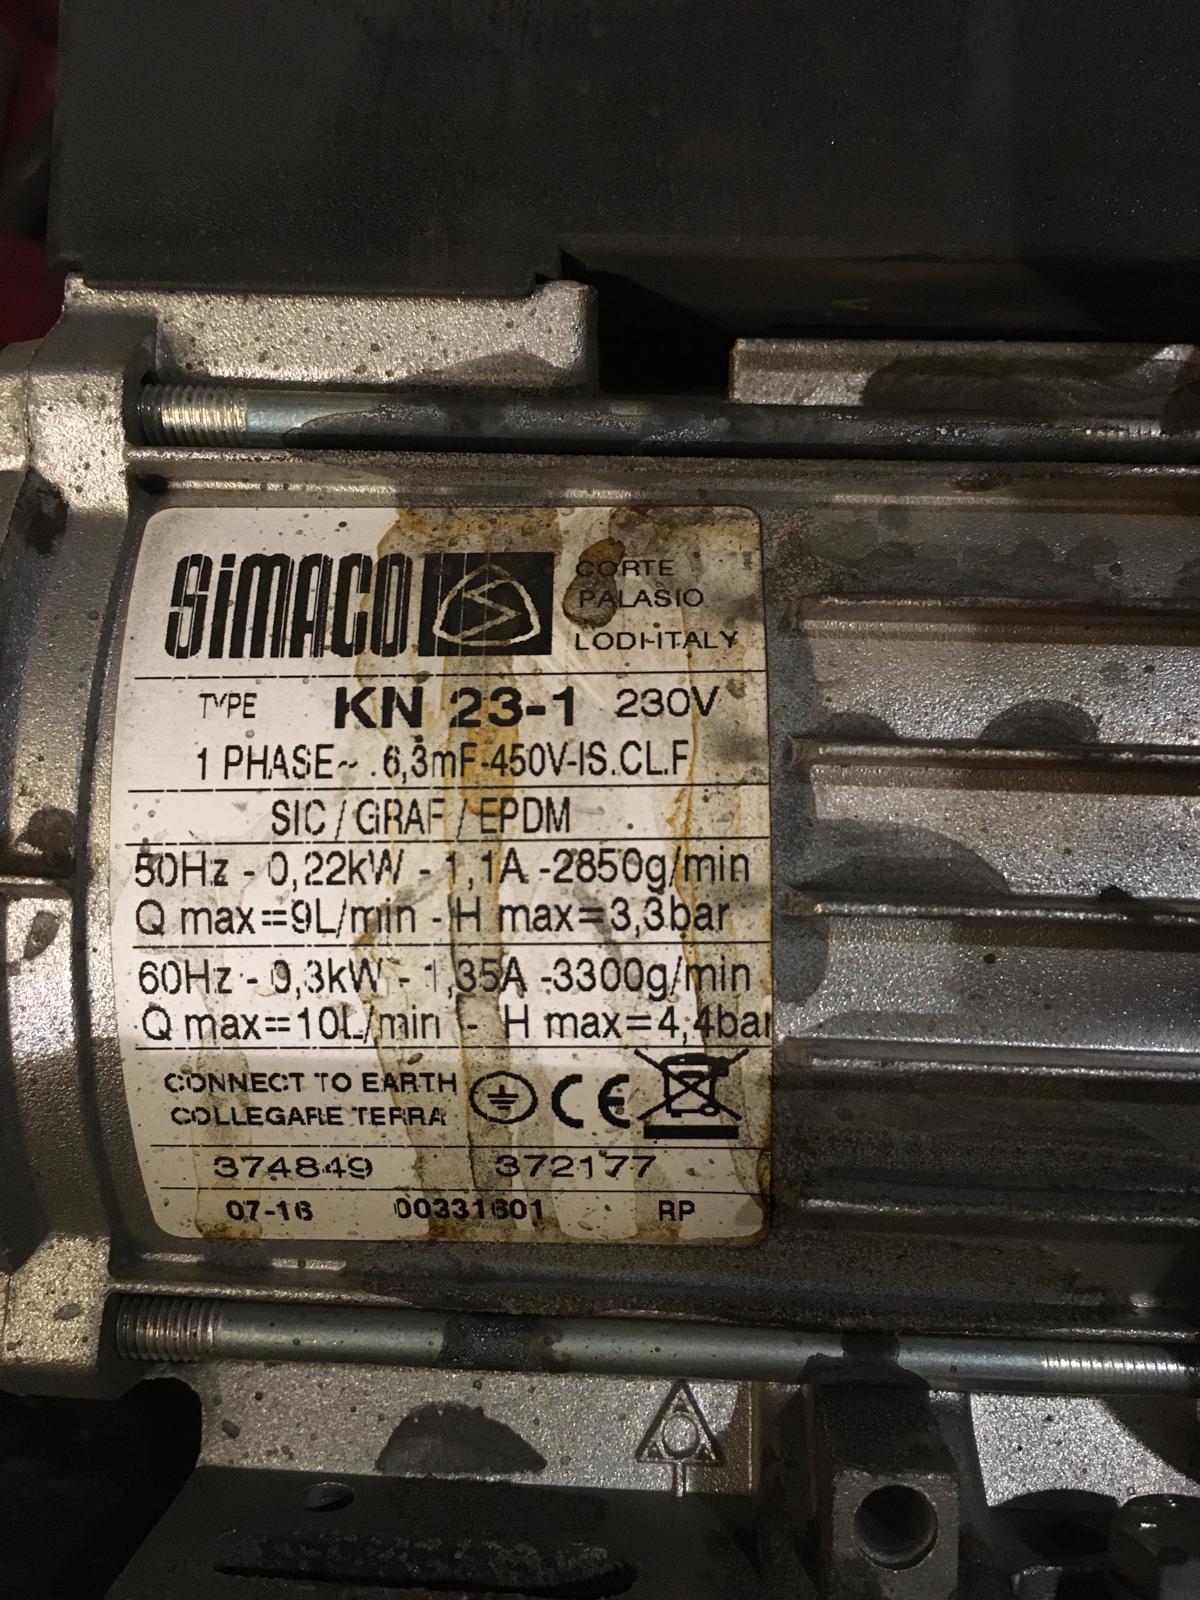 SiMACO
CORTE
PALASIO
LODI-ITALY
TYPE KN 23-1 230V
1 PHASE~ 6,3mF-450V-IS.CL.F
SIC / GRAF / EPDM
50Hz - 0,22kW - 1,1A -2850g/min
Q max=9L/min - H max=3,3bar
60Hz - 0,3kW - 1,35A -3300g/min
Q max=10L/min - H max=4,4bar
CONNECT TO EARTH
COLLEGARE TERRA
CE
374849 372177
07-16 00331601 RP